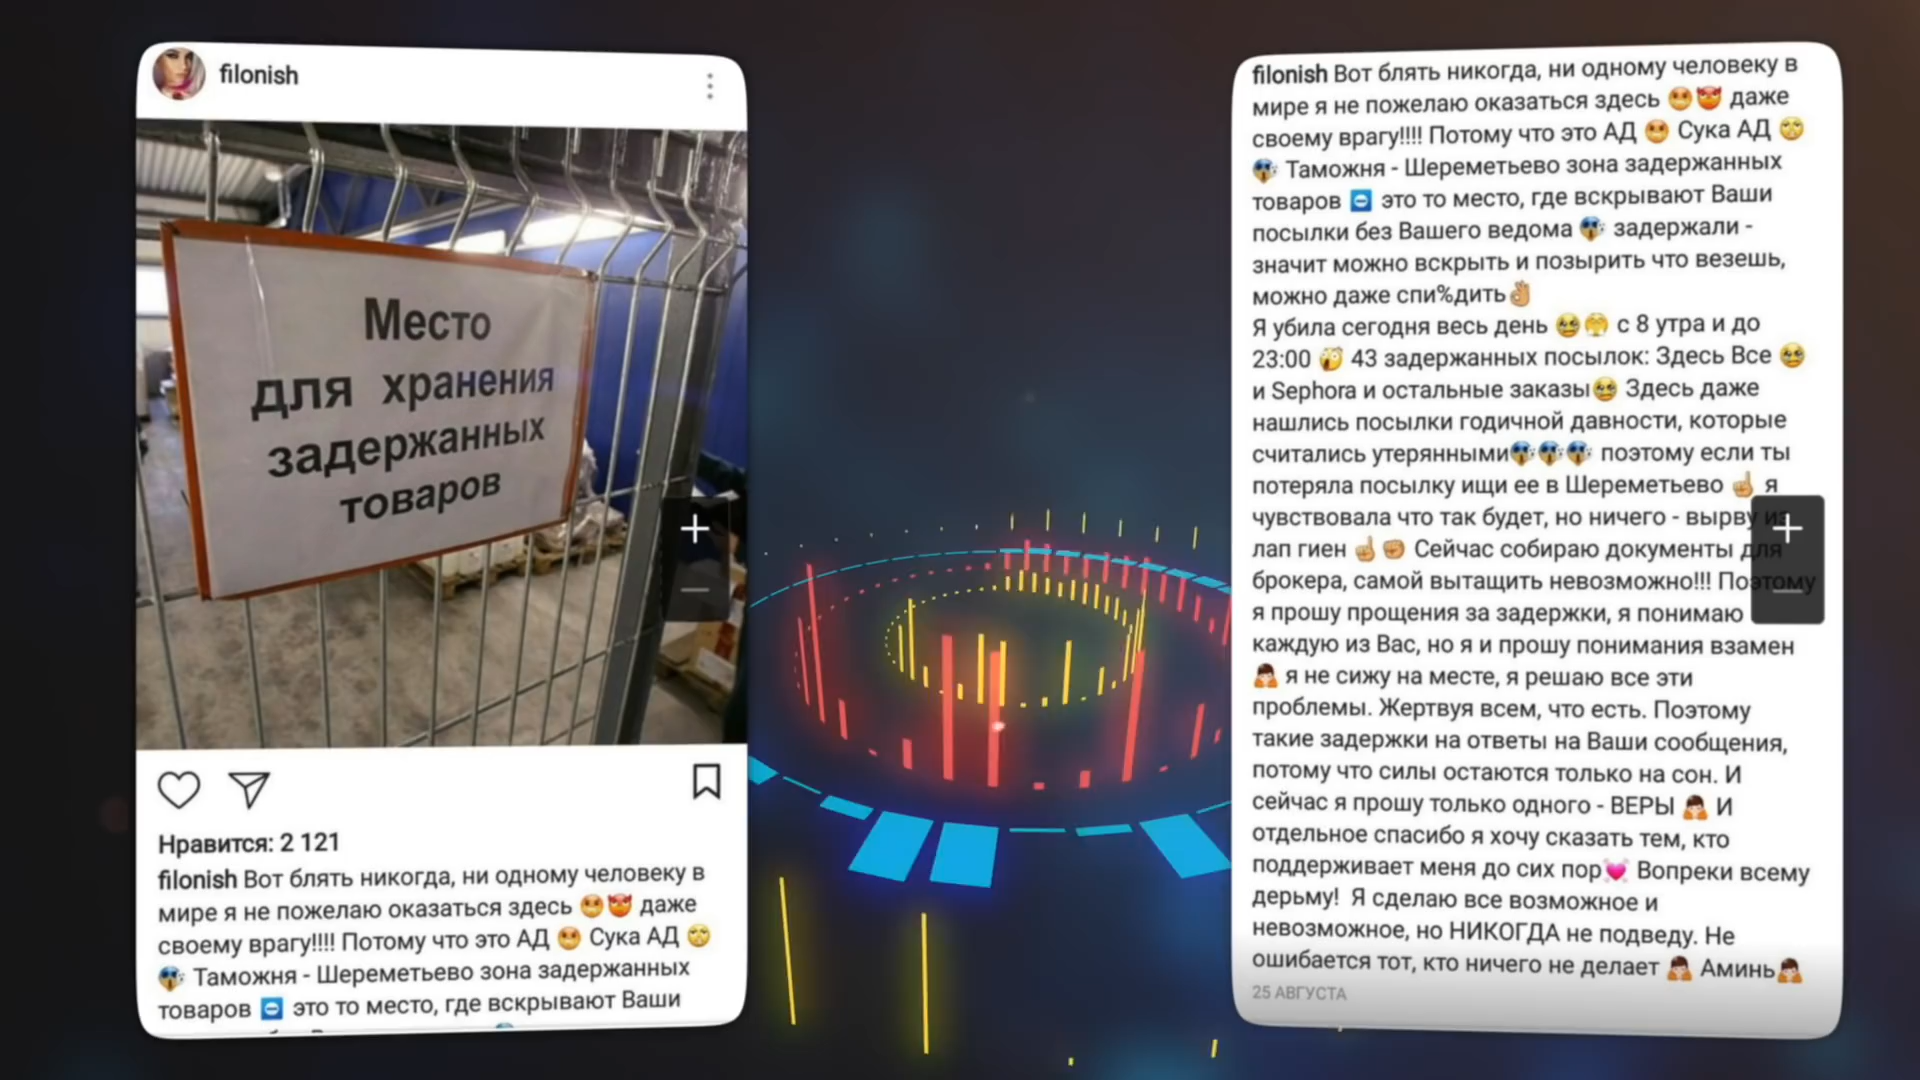 filonish
Место
для хранения
задержанных
товаров
Нравится: 2 121
filonish Вот блять никогда, ни одному человеку в
мире я не пожелаю оказаться здесь 😬👹 даже
своему врагу!!!! Потому что это АД 😬 Сука АД 🙄
😱 Таможня - Шереметьево зона задержанных
товаров ⛔ это то место, где вскрывают Ваши
filonish Вот блять никогда, ни одному человеку в
мире я не пожелаю оказаться здесь 😬👹 даже
своему врагу!!!! Потому что это АД 😬 Сука АД 🙄
😱 Таможня - Шереметьево зона задержанных
товаров ⛔ это то место, где вскрывают Ваши
посылки без Вашего ведома 😱 задержали -
значит можно вскрыть и позырить что везешь,
можно даже спи%дить👌
Я убила сегодня весь день 😢😤 с 8 утра и до
23:00 😲 43 задержанных посылок: Здесь Все 😢
и Sephora и остальные заказы😢 Здесь даже
нашлись посылки годичной давности, которые
считались утерянными😱😱😱 поэтому если ты
потеряла посылку ищи ее в Шереметьево ☝ я
чувствовала что так будет, но ничего - вырву из
лап гиен ☝✊ Сейчас собираю документы для
брокера, самой вытащить невозможно!!! Поэтому
я прошу прощения за задержки, я понимаю
каждую из Вас, но я и прошу понимания взамен
🙏 я не сижу на месте, я решаю все эти
проблемы. Жертвуя всем, что есть. Поэтому
такие задержки на ответы на Ваши сообщения,
потому что силы остаются только на сон. И
сейчас я прошу только одного - ВЕРЫ 🙏 И
отдельное спасибо я хочу сказать тем, кто
поддерживает меня до сих пор💓 Вопреки всему
дерьму! Я сделаю все возможное и
невозможное, но НИКОГДА не подведу. Не
ошибается тот, кто ничего не делает 🙏 Аминь🙏
25 АВГУСТА